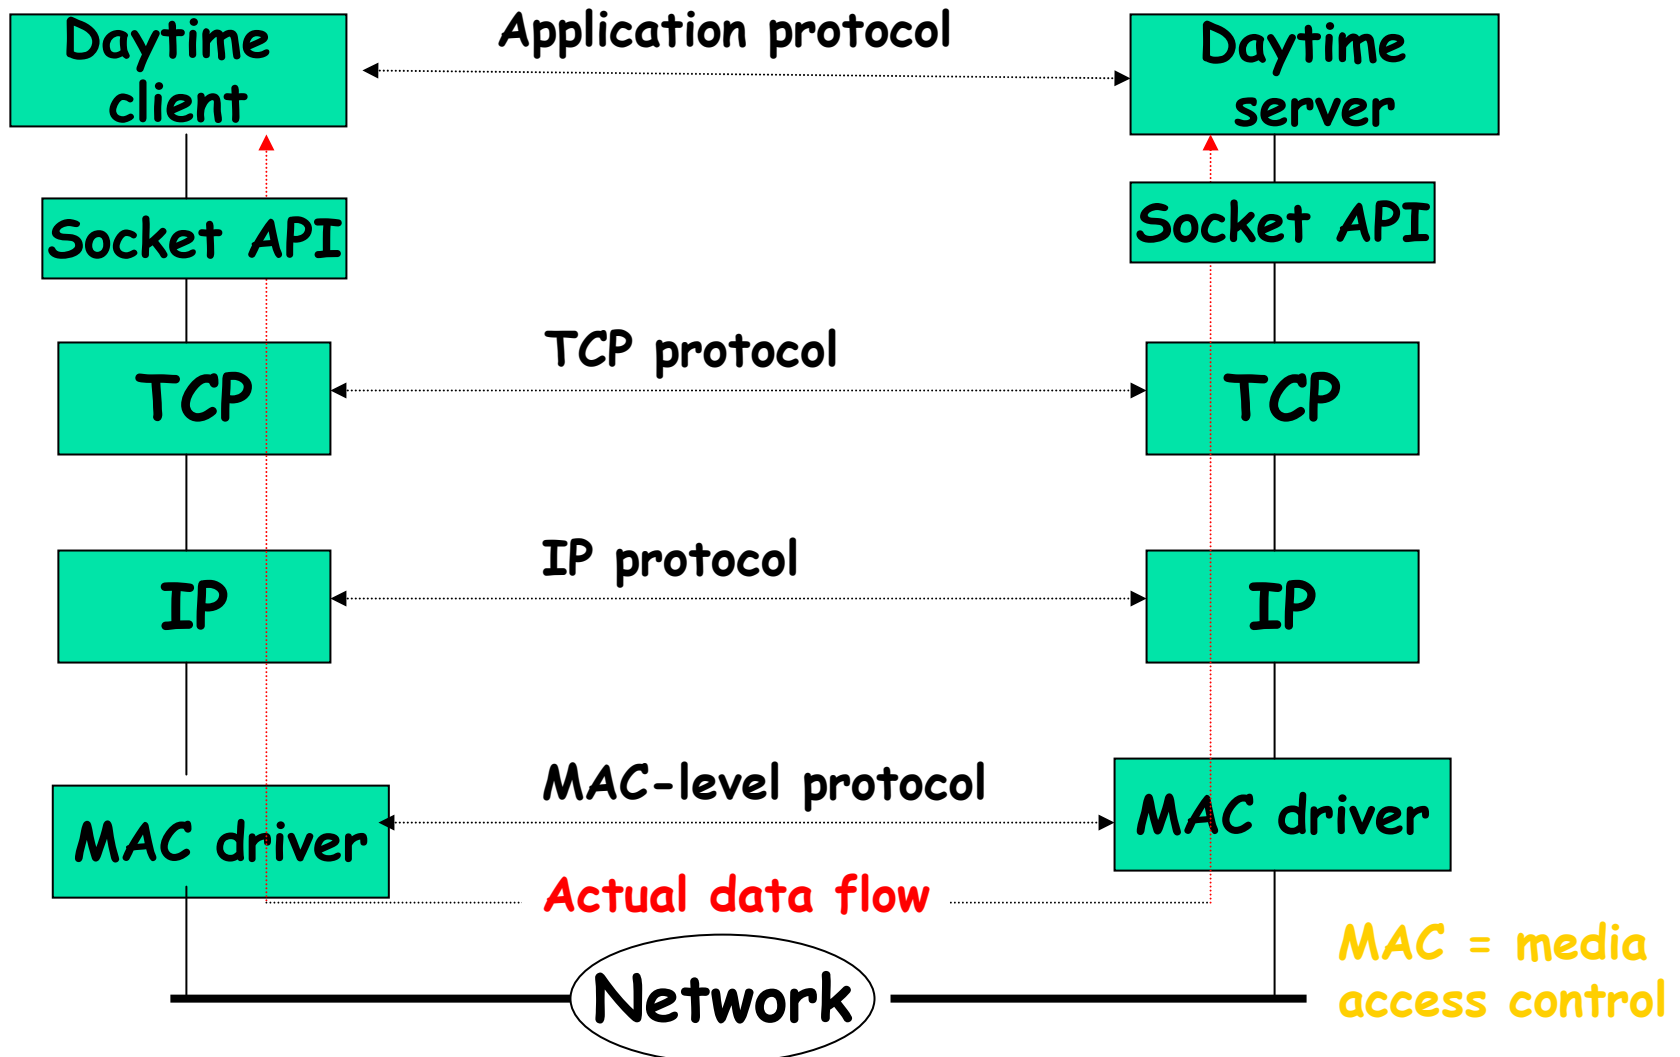 Daytime
client
Application protocol
Daytime
server
Socket API
Socket API
TCP protocol
TCP
TCP
IP protocol
IP
IP
MAC-level protocol
MAC driver
MAC driver
Actual data flow
Network
MAC = media
access control